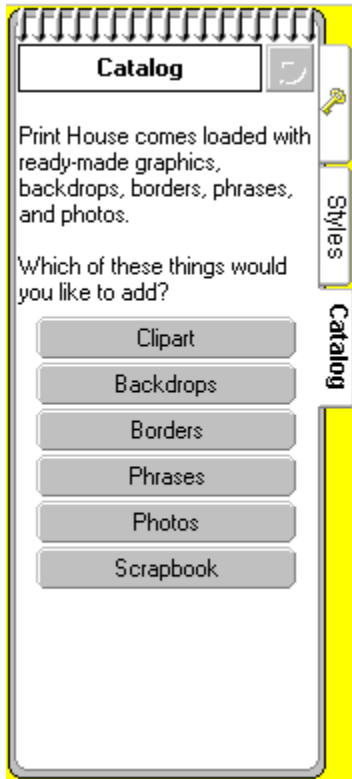 Catalog
Print House comes loaded with
ready-made graphics,
backdrops, borders, phrases,
and photos.
Which of these things would
you like to add?
Clipart
Backdrops
Borders
Phrases
Photos
Scrapbook
Styles
Catalog